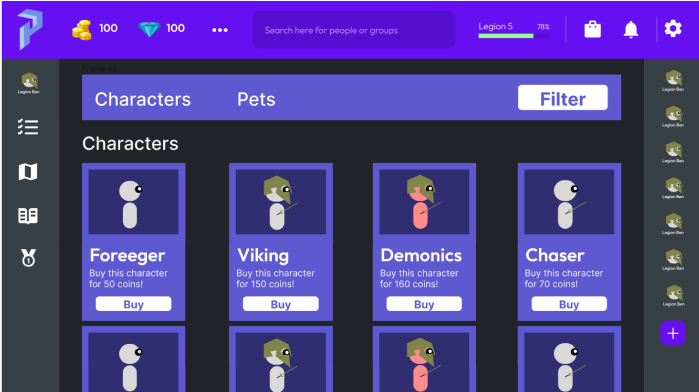 100
100
Search here for people or groups
Legion 5
78%
Legion Ben
Characters
Pets
Filter
Characters
Foreeger
Buy this character
for 50 coins!
Buy
Viking
Buy this character
for 150 coins!
Buy
Demonics
Buy this character
for 160 coins!
Buy
Chaser
Buy this character
for 70 coins!
Buy
1
Legion Ben
Legion Ben
Legion Ben
Legion Ben
Legion Ben
Legion Ben
Legion Ben